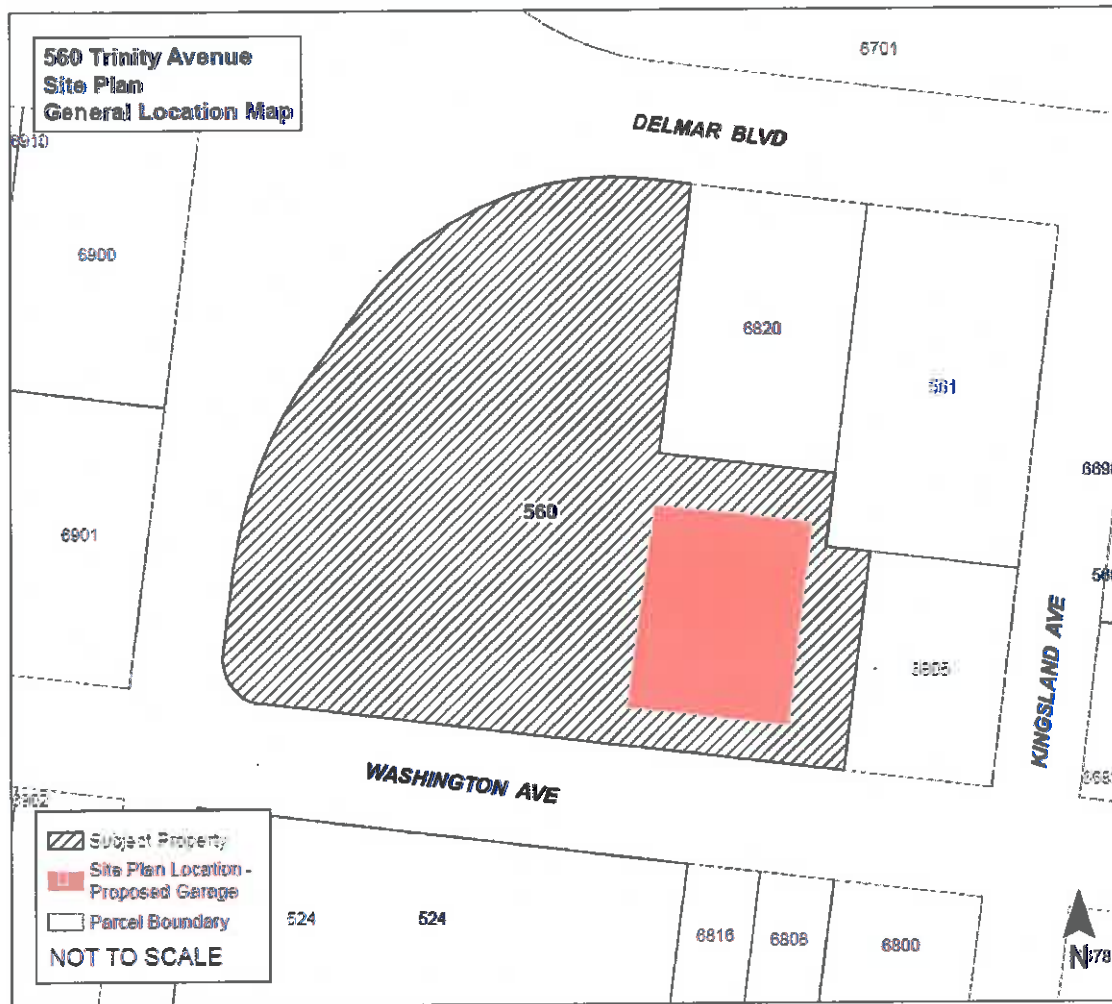 560 Trinity Avenue
Site Plan
General Location Map
6701
DELMAR BLVD
6910
6900
6820
561
560
6901
KINGSLAND AVE
WASHINGTON AVE
Subject Property
Site Plan Location -
Proposed Garage
Parcel Boundary
NOT TO SCALE
524
524
6816
6808
6800
N